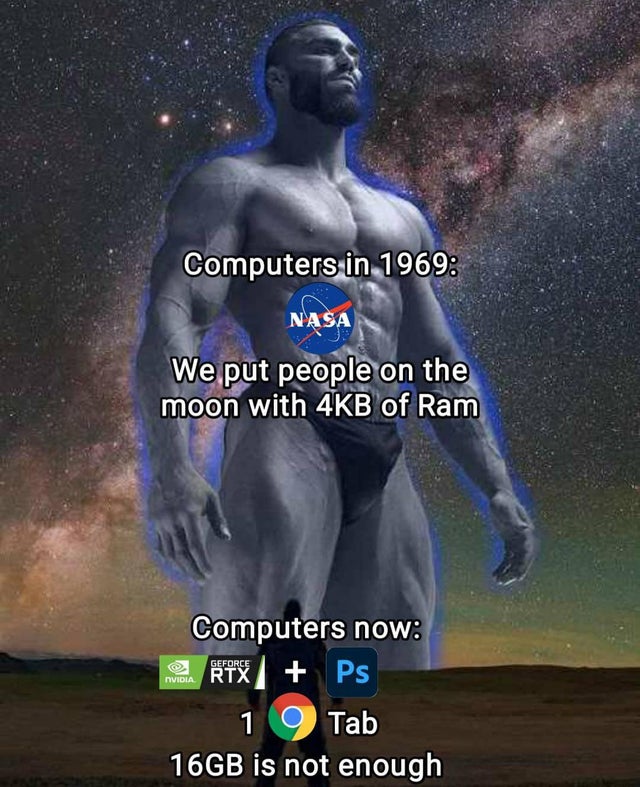 Computers in 1969:
NASA
We put people on the
moon with 4KB of Ram
Computers now:
NVIDIA. GEFORCE RTX + Ps
1 Tab
16GB is not enough